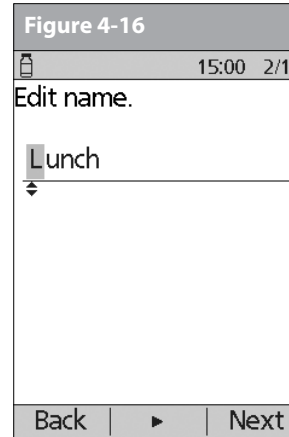 Figure 4-16
15:00 2/1
Edit name.
Lunch
Back ► Next